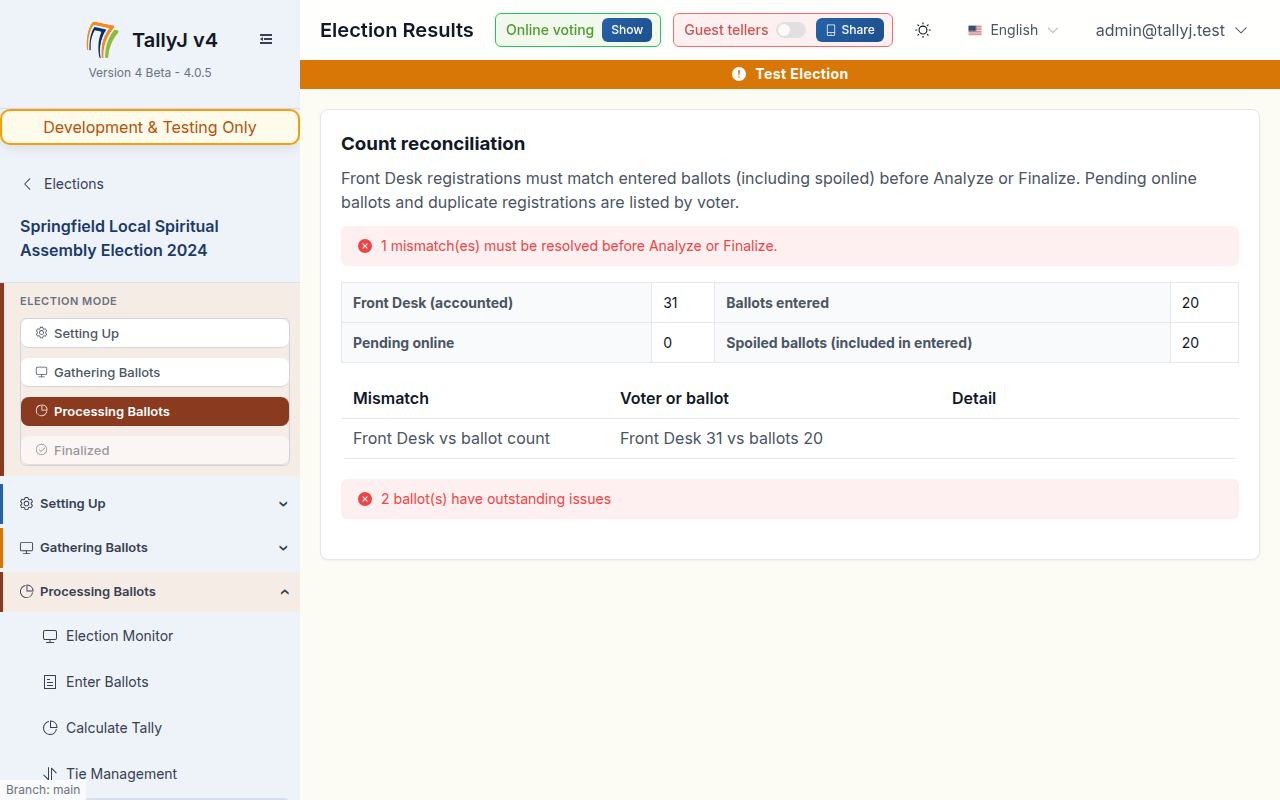 TallyJ v4
Version 4 Beta - 4.0.5
Development & Testing Only
Elections
Springfield Local Spiritual
Assembly Election 2024
ELECTION MODE
Setting Up
Gathering Ballots
Processing Ballots
Finalized
Setting Up
Gathering Ballots
Processing Ballots
Election Monitor
Enter Ballots
Calculate Tally
Tie Management
Branch: main
Election Results
Online voting Show
Guest tellers Share
English
admin@tallyj.test
Test Election
Count reconciliation
Front Desk registrations must match entered ballots (including spoiled) before Analyze or Finalize. Pending online
ballots and duplicate registrations are listed by voter.
1 mismatch(es) must be resolved before Analyze or Finalize.
Front Desk (accounted) 31 Ballots entered 20
Pending online 0 Spoiled ballots (included in entered) 20
Mismatch Voter or ballot Detail
Front Desk vs ballot count Front Desk 31 vs ballots 20
2 ballot(s) have outstanding issues